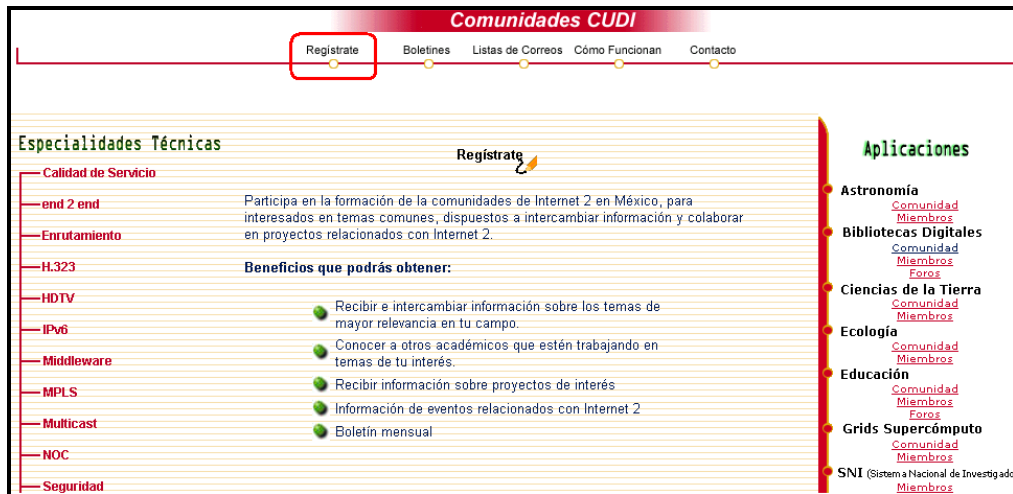 Comunidades CUDI
Regístrate Boletines Listas de Correos Cómo Funcionan Contacto
Especialidades Técnicas
Calidad de Servicio
end 2 end
Enrutamiento
H.323
HDTV
IPv6
Middleware
MPLS
Multicast
NOC
Seguridad
Regístrate
Participa en la formación de la comunidades de Internet 2 en México, para
interesados en temas comunes, dispuestos a intercambiar información y colaborar
en proyectos relacionados con Internet 2.
Beneficios que podrás obtener:
Recibir e intercambiar información sobre los temas de
mayor relevancia en tu campo.
Conocer a otros académicos que estén trabajando en
temas de tu interés.
Recibir información sobre proyectos de interés
Información de eventos relacionados con Internet 2
Boletín mensual
Aplicaciones
Astronomía
Comunidad
Miembros
Bibliotecas Digitales
Comunidad
Miembros
Foros
Ciencias de la Tierra
Comunidad
Miembros
Ecología
Comunidad
Miembros
Educación
Comunidad
Miembros
Foros
Grids Supercómputo
Comunidad
Miembros
SNI (Sistema Nacional de Investigado
Miembros